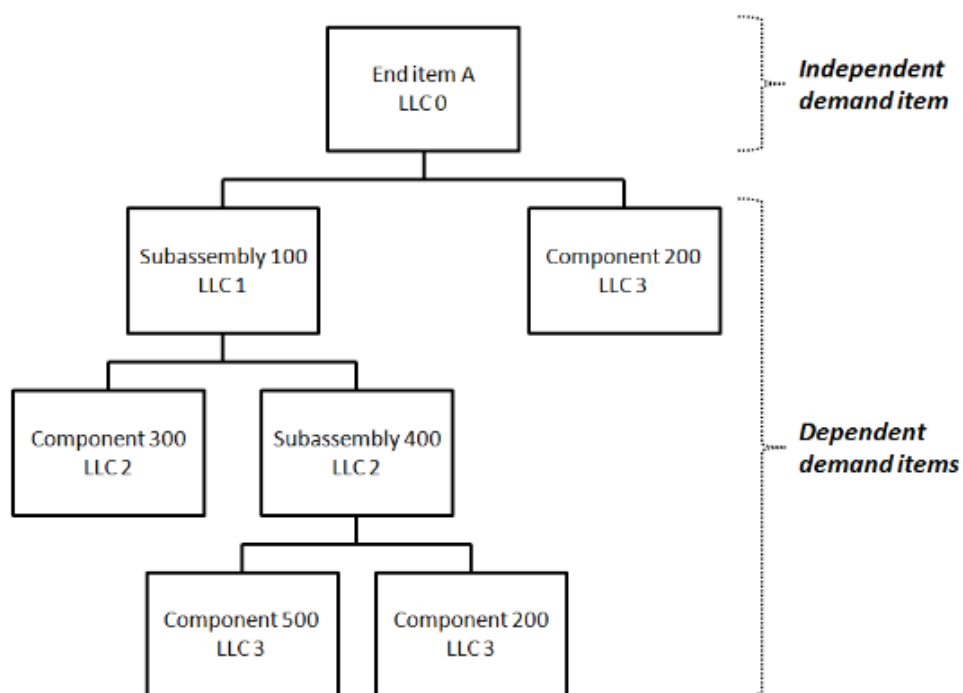 End item A
LLC 0
Independent
demand item
Subassembly 100
LLC 1
Component 200
LLC 3
Component 300
LLC 2
Subassembly 400
LLC 2
Dependent
demand items
Component 500
LLC 3
Component 200
LLC 3